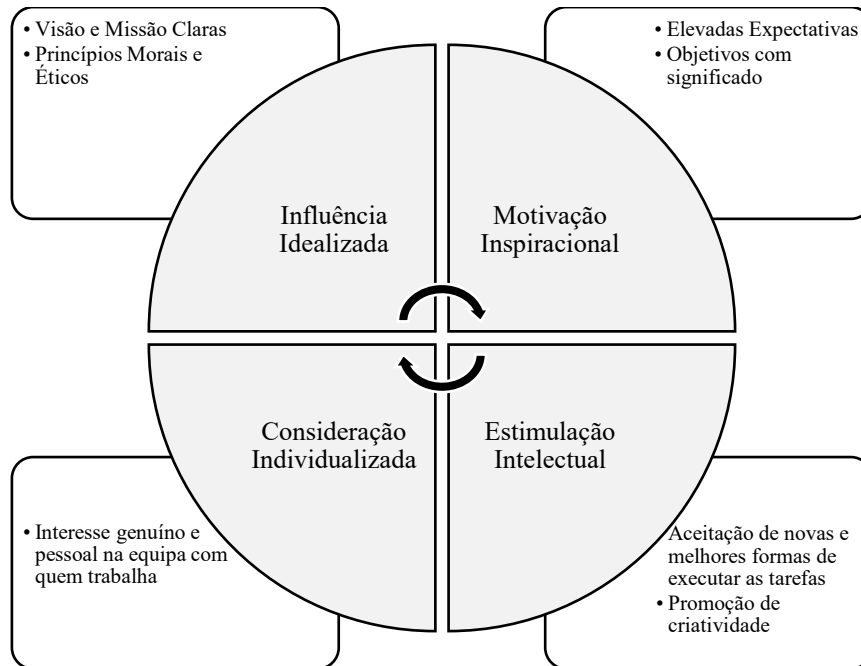 • Visão e Missão Claras
• Princípios Morais e
Éticos
• Elevadas Expectativas
• Objetivos com
significado
Influência
Idealizada
Motivação
Inspiracional
Consideração
Individualizada
Estimulação
Intelectual
• Interesse genuíno e
pessoal na equipa com
quem trabalha
Aceitação de novas e
melhores formas de
executar as tarefas
• Promoção de
criatividade